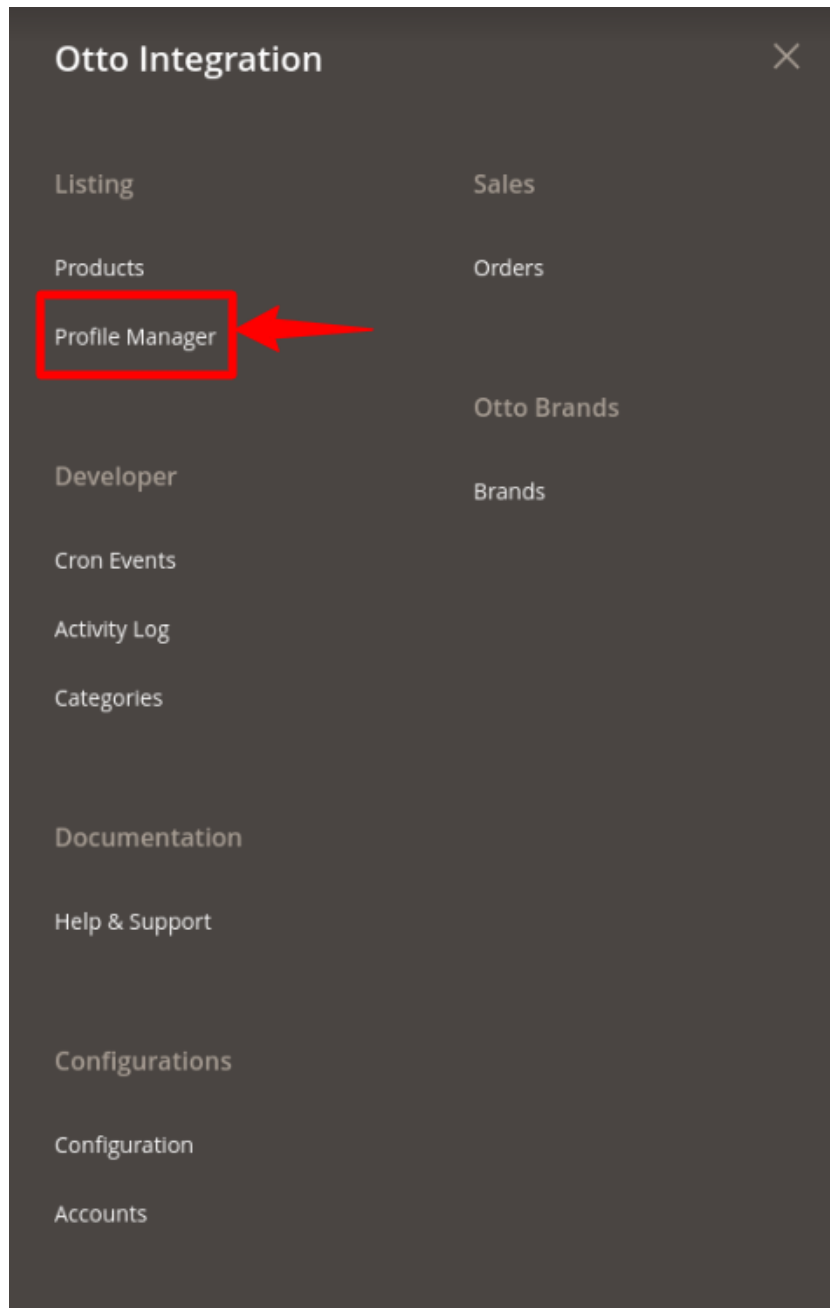 Otto Integration
Listing
Products
Profile Manager
Developer
Cron Events
Activity Log
Categories
Documentation
Help & Support
Configurations
Configuration
Accounts
Sales
Orders
Otto Brands
Brands